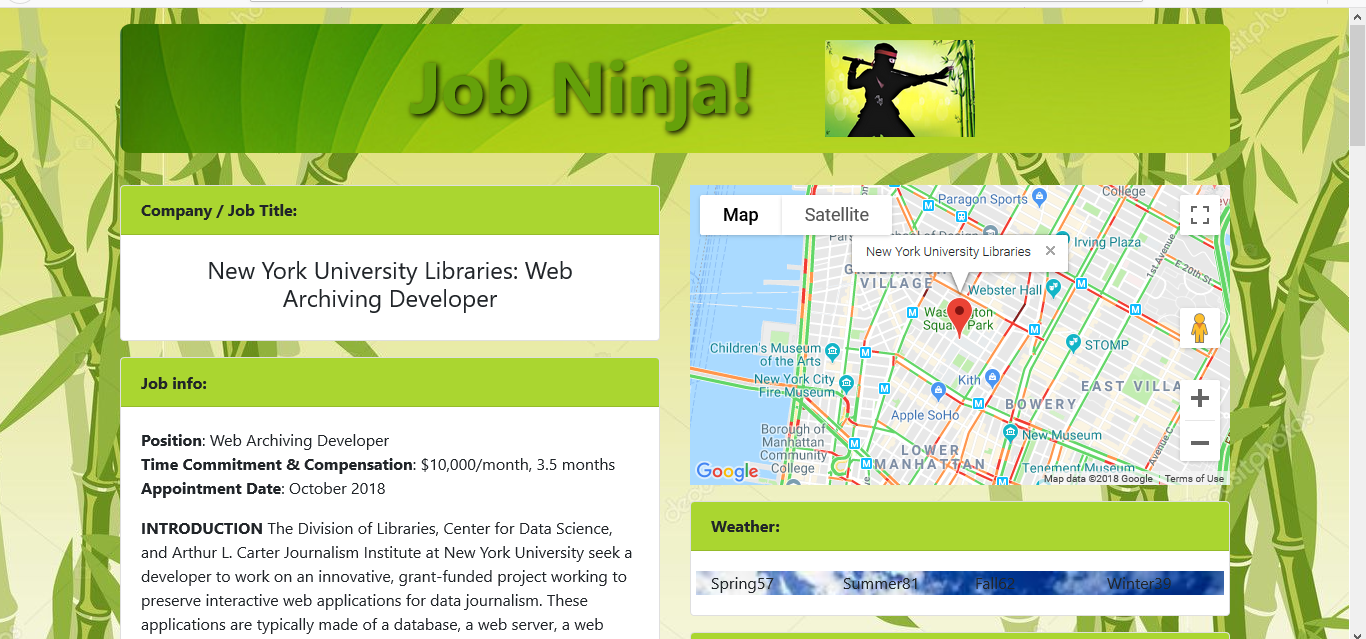 Job Ninja!
Company / Job Title:
New York University Libraries: Web
Archiving Developer
Job info:
Position: Web Archiving Developer
Time Commitment & Compensation: $10,000/month, 3.5 months
Appointment Date: October 2018
INTRODUCTION The Division of Libraries, Center for Data Science,
and Arthur L. Carter Journalism Institute at New York University seek a
developer to work on an innovative, grant-funded project working to
preserve interactive web applications for data journalism. These
applications are typically made of a database, a web server, a web
Map
Satellite
College
Paragon Sports
Irving Plaza
1st Avenue
E 20th St
New York University Libraries
VILLAGE
Webster Hall
Washington
Square Park
Children's Museum
of the Arts
STOMP
New York City
Fire Museum
Kith
EAST VILLA
BOWERY
Apple SoHo
Borough of
Manhattan
Community
College
New Museum
Avenue C
LOWER
MANHATTAN
Tenement Museum
Google
Map data ©2018 Google
Terms of Use
Weather:
Spring57
Summer81
Fall62
Winter39